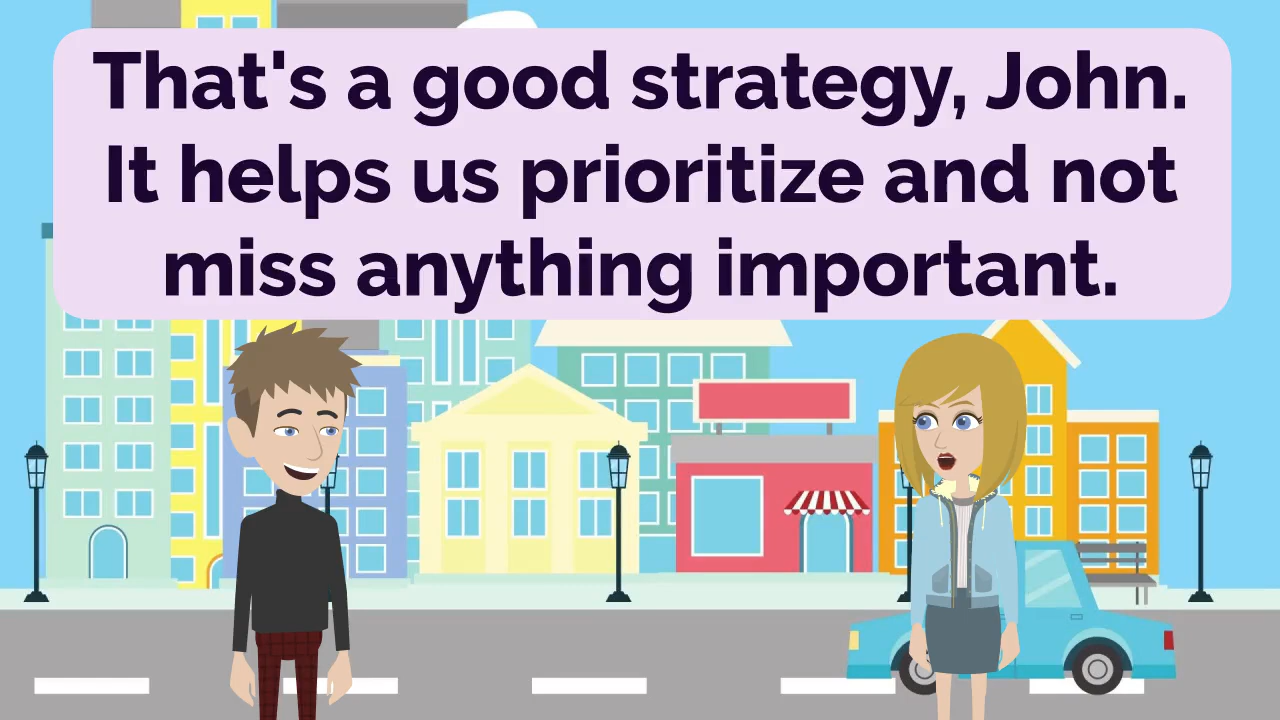 That's a good strategy, John.
It helps us prioritize and not
miss anything important.